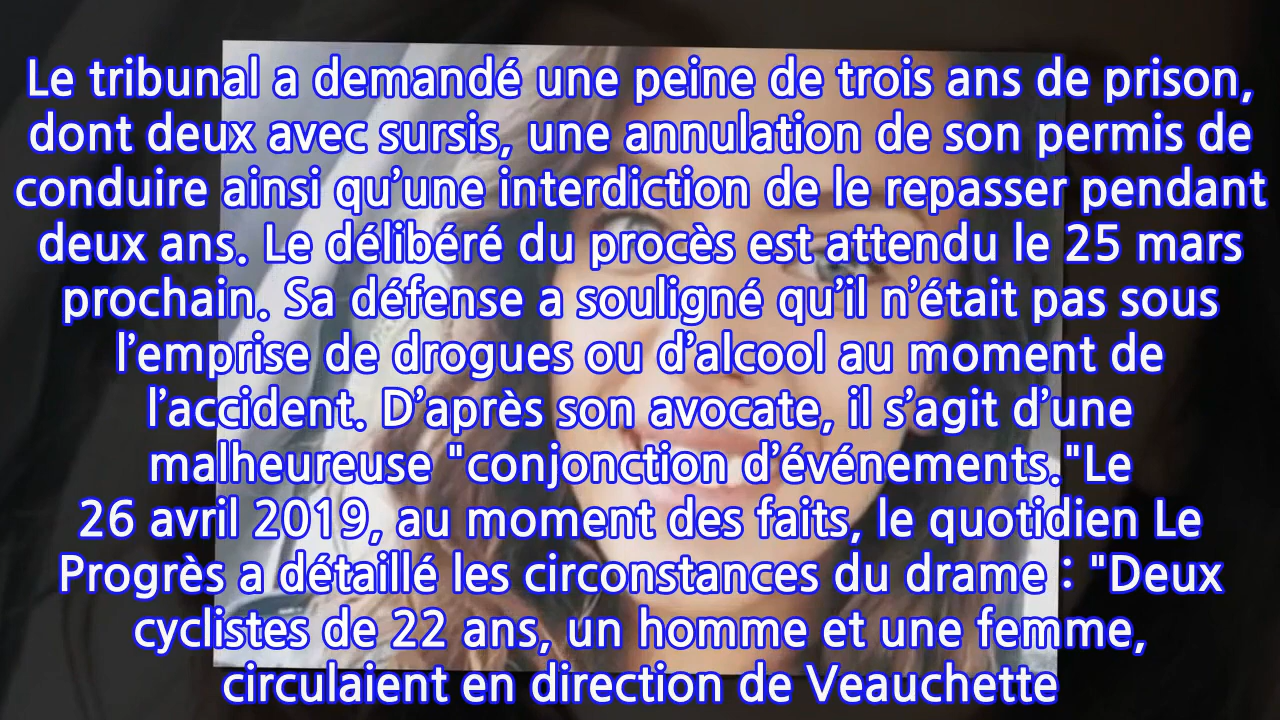 Le tribunal a demandé une peine de trois ans de prison,
dont deux avec sursis, une annulation de son permis de
conduire ainsi qu’une interdiction de le repasser pendant
deux ans. Le délibéré du procès est attendu le 25 mars
prochain. Sa défense a souligné qu’il n’était pas sous
l’emprise de drogues ou d’alcool au moment de
l’accident. D’après son avocate, il s’agit d’une
malheureuse "conjonction d’événements."Le
26 avril 2019, au moment des faits, le quotidien Le
Progrès a détaillé les circonstances du drame : "Deux
cyclistes de 22 ans, un homme et une femme,
circulaient en direction de Veauchette